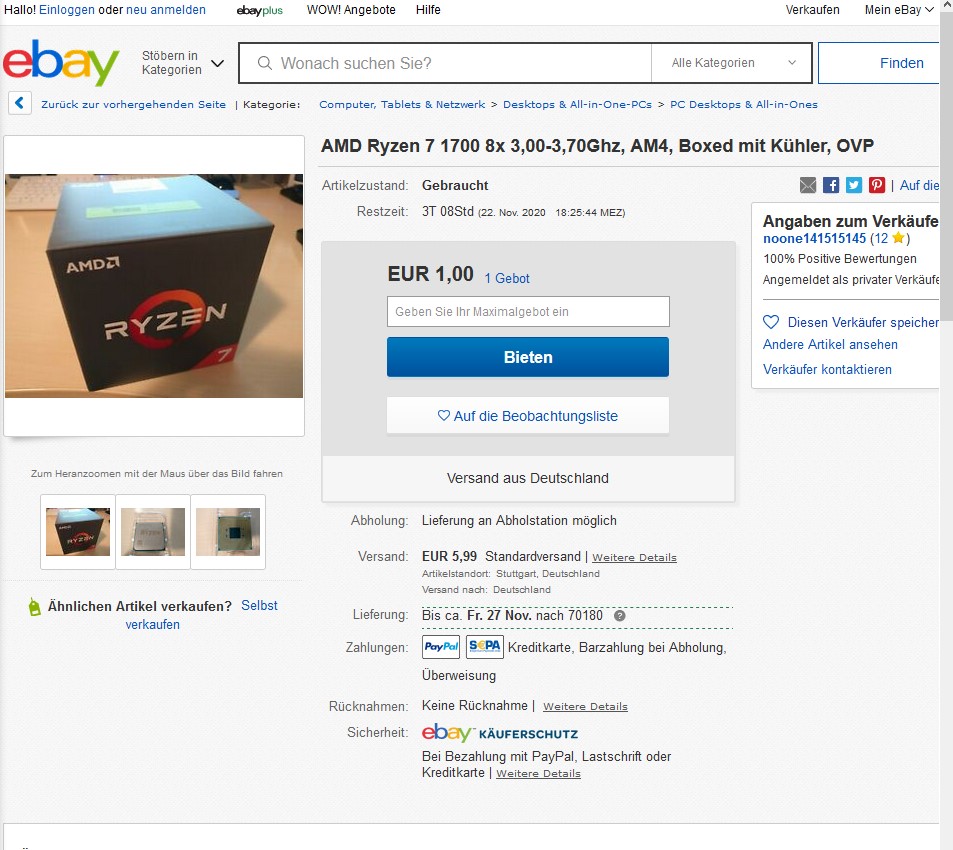 Hallo! Einloggen oder neu anmelden
ebayplus
WOW! Angebote
Hilfe
Verkaufen
Mein eBay
ebay
Stöbern in
Kategorien
Wonach suchen Sie?
Alle Kategorien
Finden
Zurück zur vorhergehenden Seite | Kategorie: Computer, Tablets & Netzwerk > Desktops & All-in-One-PCs > PC Desktops & All-in-Ones
AMD Ryzen 7 1700 8x 3,00-3,70Ghz, AM4, Boxed mit Kühler, OVP
AMD
RYZEN
7
Zum Heranzoomen mit der Maus über das Bild fahren
AMD
RYZEN
RYZEN
Ähnlichen Artikel verkaufen? Selbst
verkaufen
Artikelzustand: Gebraucht
Restzeit: 3T 08Std (22. Nov. 2020 18:25:44 MEZ)
EUR 1,00 1 Gebot
Geben Sie Ihr Maximalgebot ein
Bieten
Auf die Beobachtungsliste
Versand aus Deutschland
Abholung: Lieferung an Abholstation möglich
Versand: EUR 5,99 Standardversand | Weitere Details
Artikelstandort: Stuttgart, Deutschland
Versand nach: Deutschland
Lieferung: Bis ca. Fr. 27 Nov. nach 70180 ?
Zahlungen: PayPal SEPA Kreditkarte, Barzahlung bei Abholung,
Überweisung
Rücknahmen: Keine Rücknahme | Weitere Details
Sicherheit: ebay KÄUFERSCHUTZ
Bei Bezahlung mit PayPal, Lastschrift oder
Kreditkarte | Weitere Details
| Auf die
Angaben zum Verkäufe
noone141515145 (12)
100% Positive Bewertungen
Angemeldet als privater Verkäufe
Diesen Verkäufer speicher
Andere Artikel ansehen
Verkäufer kontaktieren